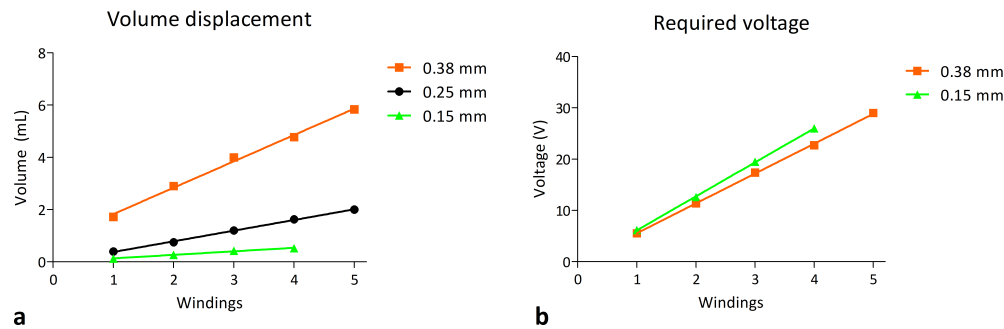 Volume displacement
8
6
4
2
0
0 1 2 3 4 5
Volume (mL)
Windings
0.38 mm
0.25 mm
0.15 mm
a
Required voltage
40
30
20
10
0
0 1 2 3 4 5
Voltage (V)
Windings
0.38 mm
0.15 mm
b